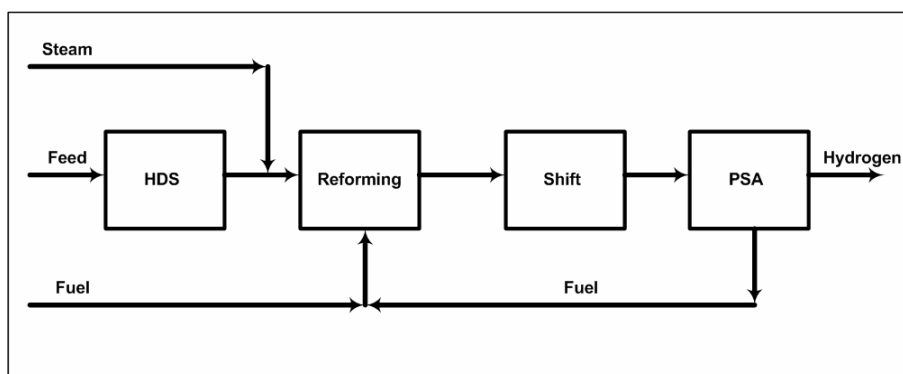 Steam
Feed
HDS
Reforming
Shift
PSA
Hydrogen
Fuel
Fuel